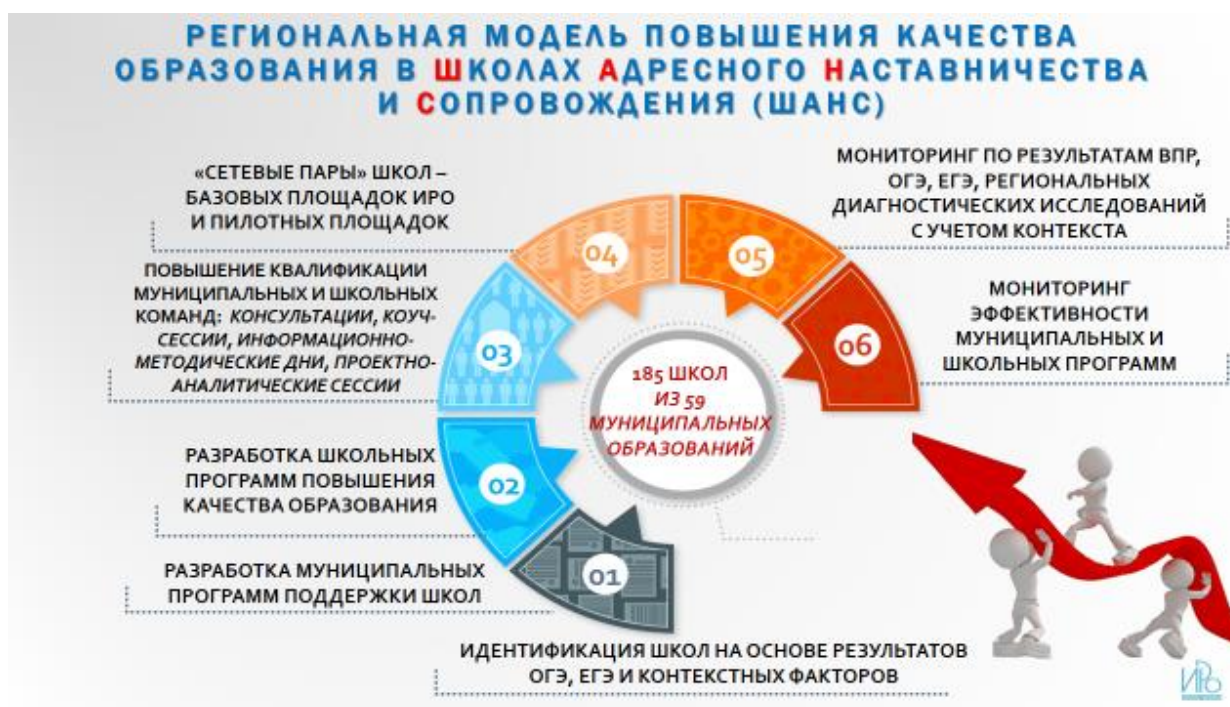 РЕГИОНАЛЬНАЯ МОДЕЛЬ ПОВЫШЕНИЯ КАЧЕСТВА
ОБРАЗОВАНИЯ В ШКОЛАХ АДРЕСНОГО НАСТАВНИЧЕСТВА
И СОПРОВОЖДЕНИЯ (ШАНС)
«СЕТЕВЫЕ ПАРЫ» ШКОЛ –
БАЗОВЫХ ПЛОЩАДОК ИРО
И ПИЛОТНЫХ ПЛОЩАДОК
МОНИТОРИНГ ПО РЕЗУЛЬТАТАМ ВПР,
ОГЭ, ЕГЭ, РЕГИОНАЛЬНЫХ
ДИАГНОСТИЧЕСКИХ ИССЛЕДОВАНИЙ
С УЧЕТОМ КОНТЕКСТА
04
05
ПОВЫШЕНИЕ КВАЛИФИКАЦИИ
МУНИЦИПАЛЬНЫХ И ШКОЛЬНЫХ
КОМАНД: КОНСУЛЬТАЦИИ, КОУЧ-
СЕССИИ, ИНФОРМАЦИОННО-
МЕТОДИЧЕСКИЕ ДНИ, ПРОЕКТНО-
АНАЛИТИЧЕСКИЕ СЕССИИ
03
06
МОНИТОРИНГ
ЭФФЕКТИВНОСТИ
МУНИЦИПАЛЬНЫХ И
ШКОЛЬНЫХ ПРОГРАММ
185 ШКОЛ
ИЗ 59
МУНИЦИПАЛЬНЫХ
ОБРАЗОВАНИЙ
РАЗРАБОТКА ШКОЛЬНЫХ
ПРОГРАММ ПОВЫШЕНИЯ
КАЧЕСТВА ОБРАЗОВАНИЯ
02
РАЗРАБОТКА МУНИЦИПАЛЬНЫХ
ПРОГРАММ ПОДДЕРЖКИ ШКОЛ
01
ИДЕНТИФИКАЦИЯ ШКОЛ НА ОСНОВЕ РЕЗУЛЬТАТОВ
ОГЭ, ЕГЭ И КОНТЕКСТНЫХ ФАКТОРОВ
ИРО